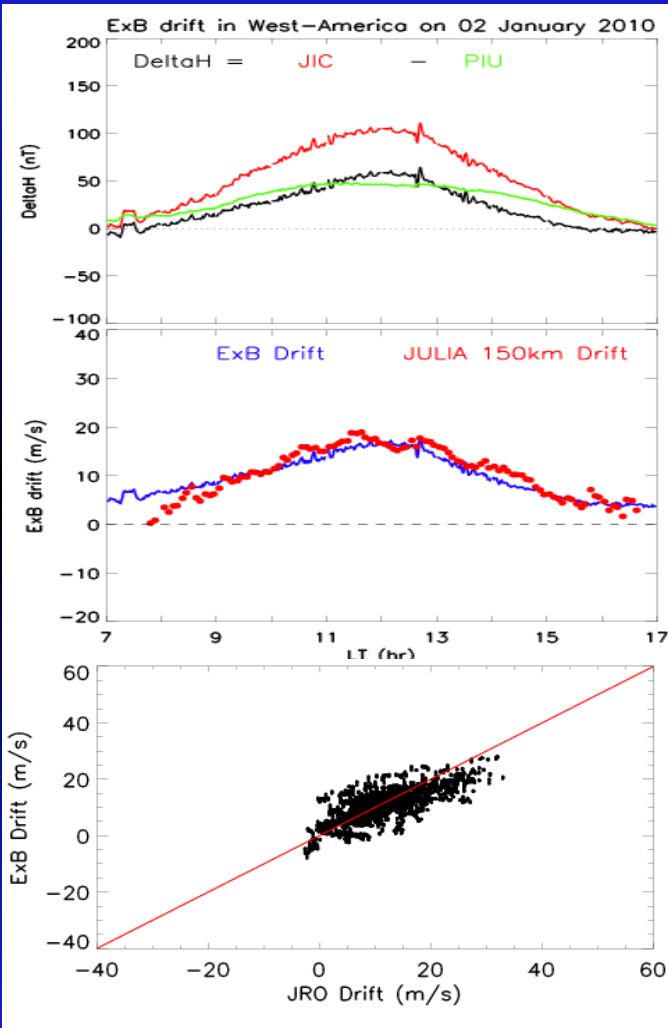 ExB drift in West-America on 02 January 2010
200
DeltaH = JIC - PIU
150
100
50
0
-50
-100
DeltaH (nT)
40
ExB Drift JULIA 150km Drift
30
20
10
0
-10
-20
ExB drift (m/s)
7 9 11 13 15 17
LT (hr)
60
40
20
0
-20
-40
ExB Drift (m/s)
-40 -20 0 20 40 60
JRO Drift (m/s)